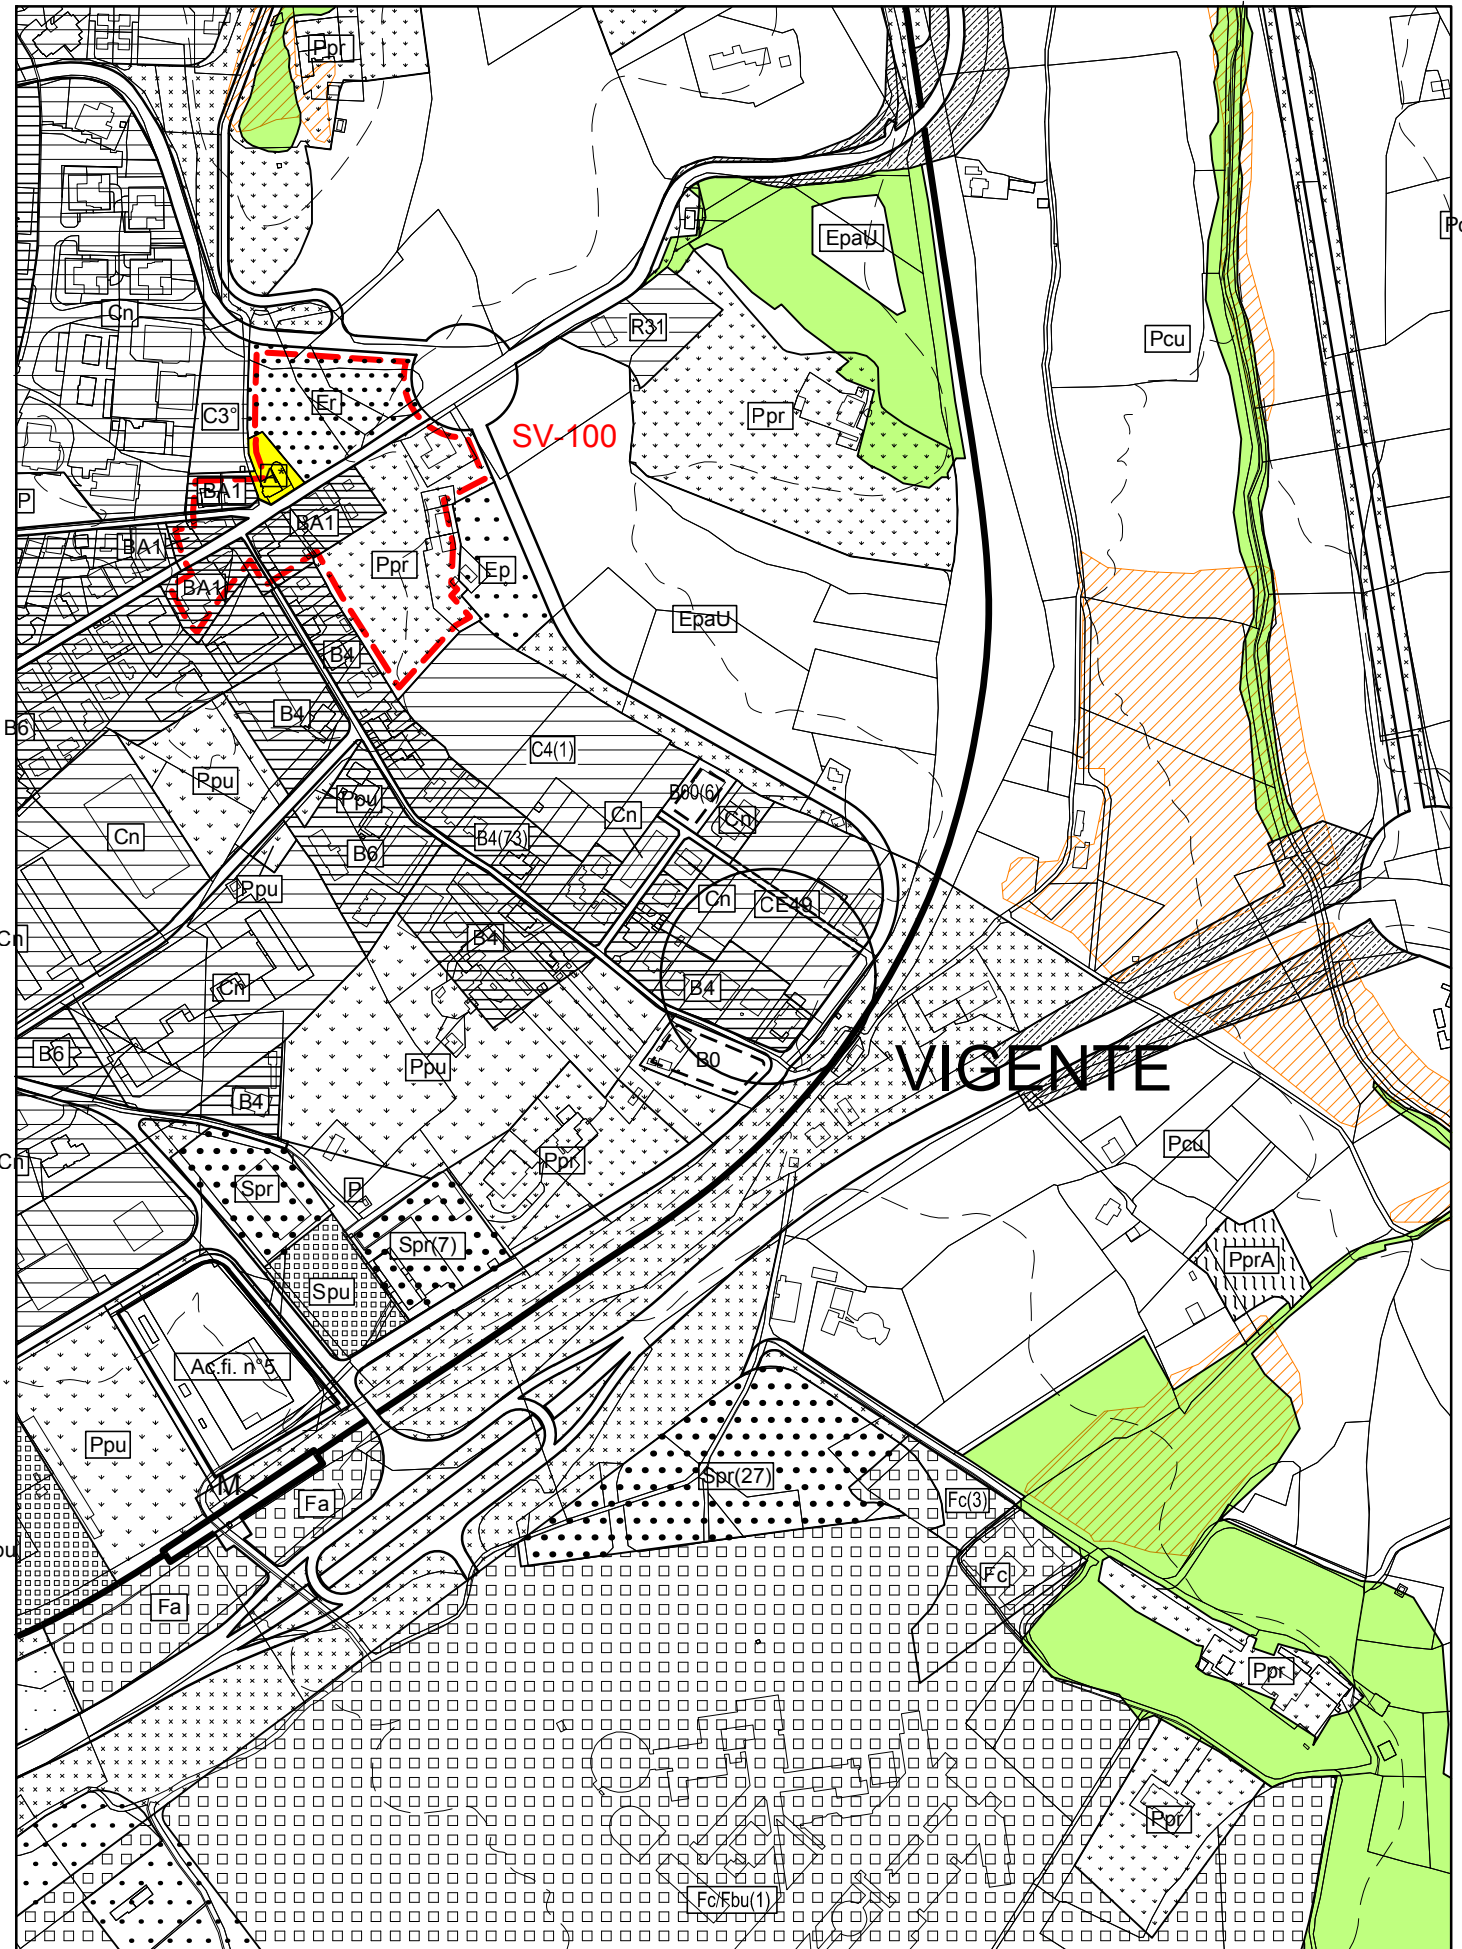 Ppr
EpaU
Pc
Cn
R31
Pcu
Er
C3°
Ppr
SV-100
A*
BA1
P
BA1
BA1
Ppr
Ep
BA1
EpaU
B4
B4
B6
C4(1)
Ppu
B60(6)
Ppu
Cn
Cn
Cn
B4(73)
B6
Ppu
Cn
CE49
Cn
B4
Cn
B4
B6
B0
VIGENTE
Ppu
B4
Pcu
Cn
Ppr
Spr
P
Spr(7)
PprA
Spu
Ac.fi. n°5
Ppu
Spr(27)
M
Fa
Fc(3)
Fc
Fa
Ppr
Ppr
Fc/Fbu(1)